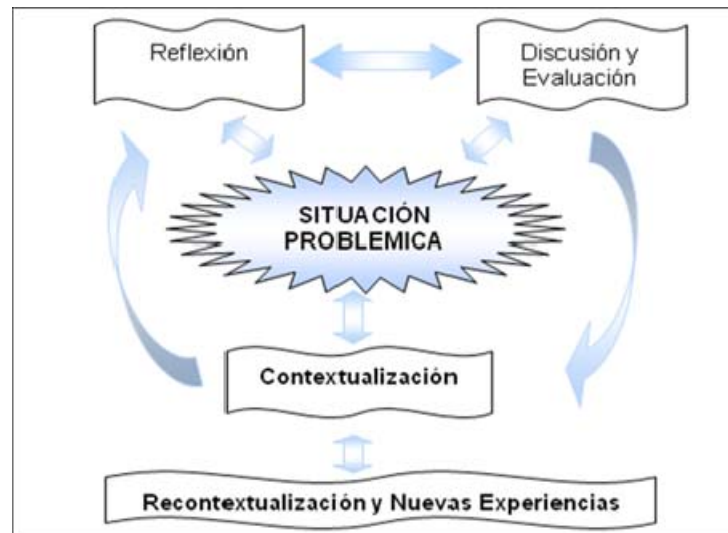 Reflexión
Discusión y
Evaluación
SITUACIÓN
PROBLEMICA
Contextualización
Recontextualización y Nuevas Experiencias